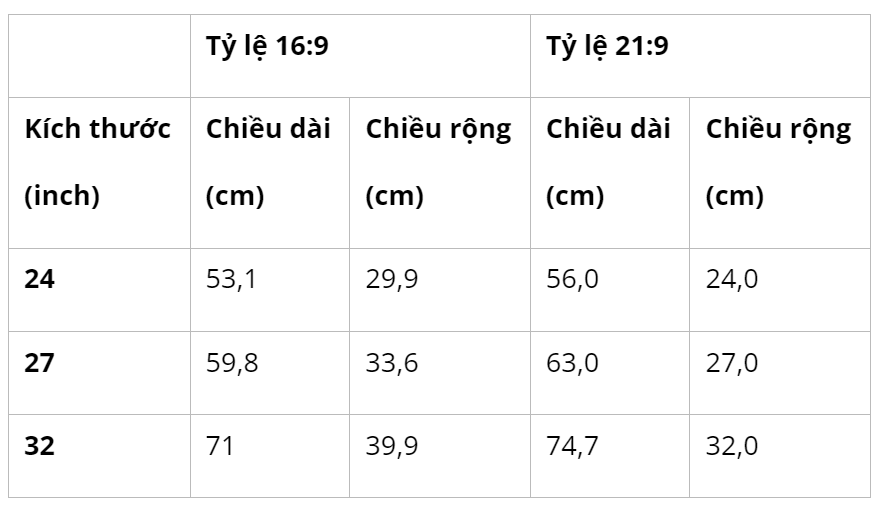 Tỷ lệ 16:9 Tỷ lệ 21:9
Kích thước Chiều dài Chiều rộng Chiều dài Chiều rộng
(inch) (cm) (cm) (cm) (cm)
24 53,1 29,9 56,0 24,0
27 59,8 33,6 63,0 27,0
32 71 39,9 74,7 32,0